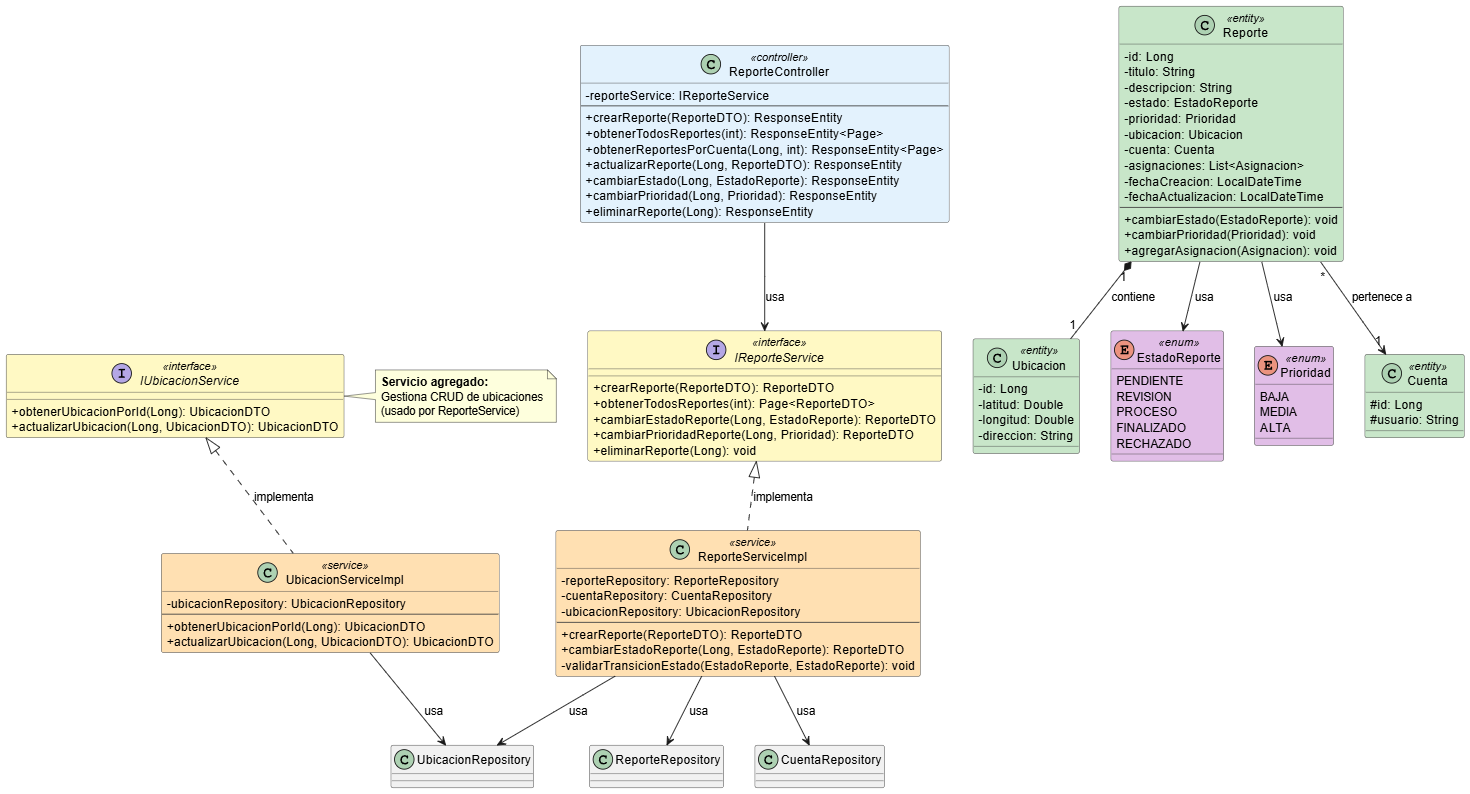 «controller»
C
ReporteController
-reporteService: IReporteService
+crearReporte(ReporteDTO): ResponseEntity
+obtenerTodosReportes(int): ResponseEntity<Page>
+obtenerReportesPorCuenta(Long, int): ResponseEntity<Page>
+actualizarReporte(Long, ReporteDTO): ResponseEntity
+cambiarEstado(Long, EstadoReporte): ResponseEntity
+cambiarPrioridad(Long, Prioridad): ResponseEntity
+eliminarReporte(Long): ResponseEntity
«entity»
C
Reporte
-id: Long
-titulo: String
-descripcion: String
-estado: EstadoReporte
-prioridad: Prioridad
-ubicacion: Ubicacion
-cuenta: Cuenta
-asignaciones: List<Asignacion>
-fechaCreacion: LocalDateTime
-fechaActualizacion: LocalDateTime
+cambiarEstado(EstadoReporte): void
+cambiarPrioridad(Prioridad): void
+agregarAsignacion(Asignacion): void
usa
1
contiene
1
usa
usa
*
pertenece a
1
«interface»
I
IUbicacionService
+obtenerUbicacionPorId(Long): UbicacionDTO
+actualizarUbicacion(Long, UbicacionDTO): UbicacionDTO
Servicio agregado:
Gestiona CRUD de ubicaciones
(usado por ReporteService)
«interface»
I
IReporteService
+crearReporte(ReporteDTO): ReporteDTO
+obtenerTodosReportes(int): Page<ReporteDTO>
+cambiarEstadoReporte(Long, EstadoReporte): ReporteDTO
+cambiarPrioridadReporte(Long, Prioridad): ReporteDTO
+eliminarReporte(Long): void
«entity»
C
Ubicacion
-id: Long
-latitud: Double
-longitud: Double
-direccion: String
«enum»
E
EstadoReporte
PENDIENTE
REVISION
PROCESO
FINALIZADO
RECHAZADO
«enum»
E
Prioridad
BAJA
MEDIA
ALTA
«entity»
C
Cuenta
#id: Long
#usuario: String
implementa
implementa
«service»
C
UbicacionServiceImpl
-ubicacionRepository: UbicacionRepository
+obtenerUbicacionPorId(Long): UbicacionDTO
+actualizarUbicacion(Long, UbicacionDTO): UbicacionDTO
«service»
C
ReporteServiceImpl
-reporteRepository: ReporteRepository
-cuentaRepository: CuentaRepository
-ubicacionRepository: UbicacionRepository
+crearReporte(ReporteDTO): ReporteDTO
+cambiarEstadoReporte(Long, EstadoReporte): ReporteDTO
-validarTransicionEstado(EstadoReporte, EstadoReporte): void
usa
usa
usa
usa
C
UbicacionRepository
C
ReporteRepository
C
CuentaRepository